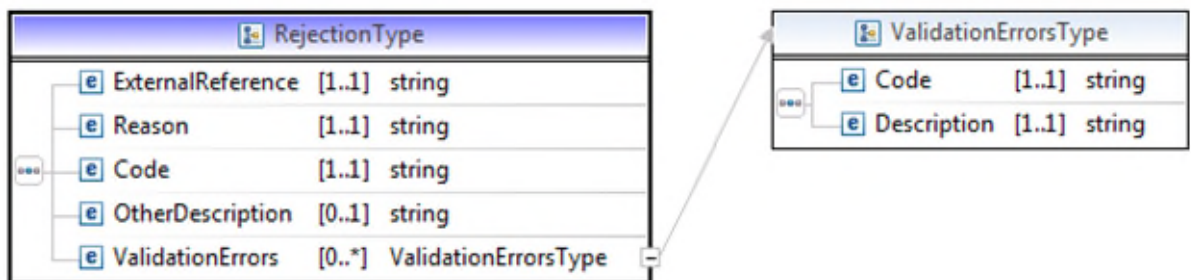 RejectionType
ExternalReference [1..1] string
Reason [1..1] string
Code [1..1] string
OtherDescription [0..1] string
ValidationErrors [0..*] ValidationErrorsType
ValidationErrorsType
Code [1..1] string
Description [1..1] string